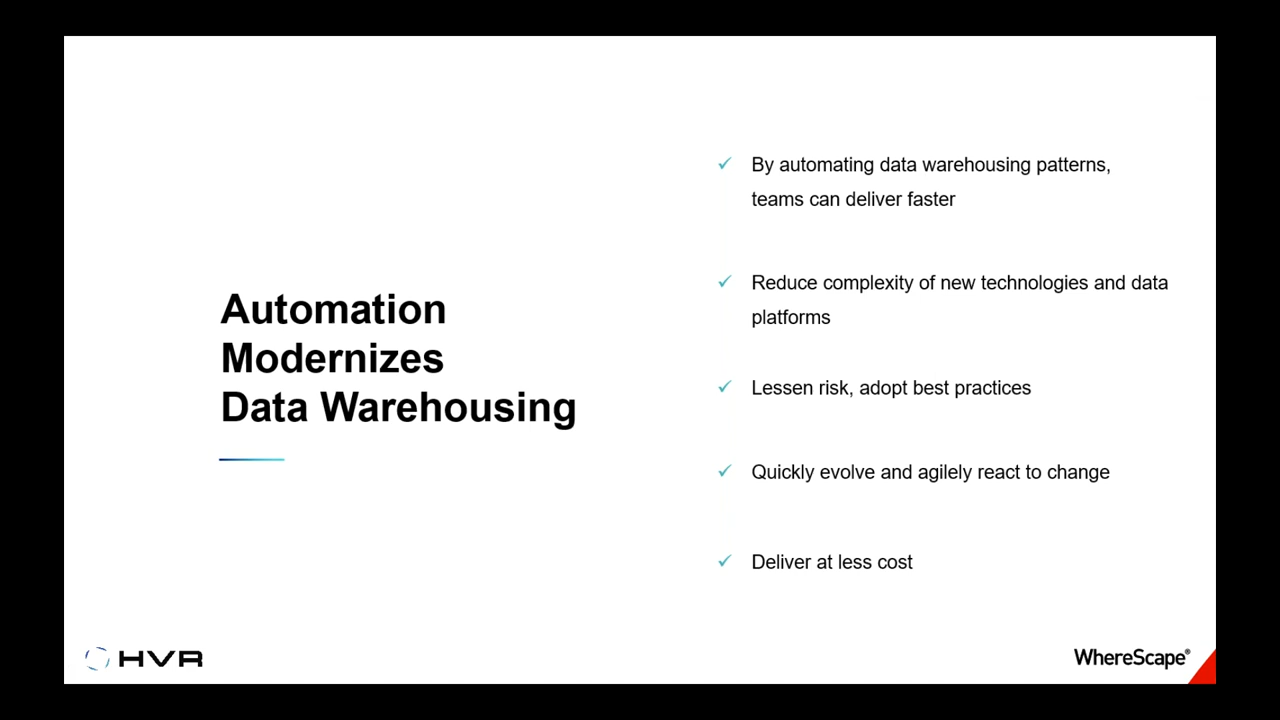 Automation
Modernizes
Data Warehousing
By automating data warehousing patterns,
teams can deliver faster
Reduce complexity of new technologies and data
platforms
Lessen risk, adopt best practices
Quickly evolve and agilely react to change
Deliver at less cost
HVR
WhereScape®